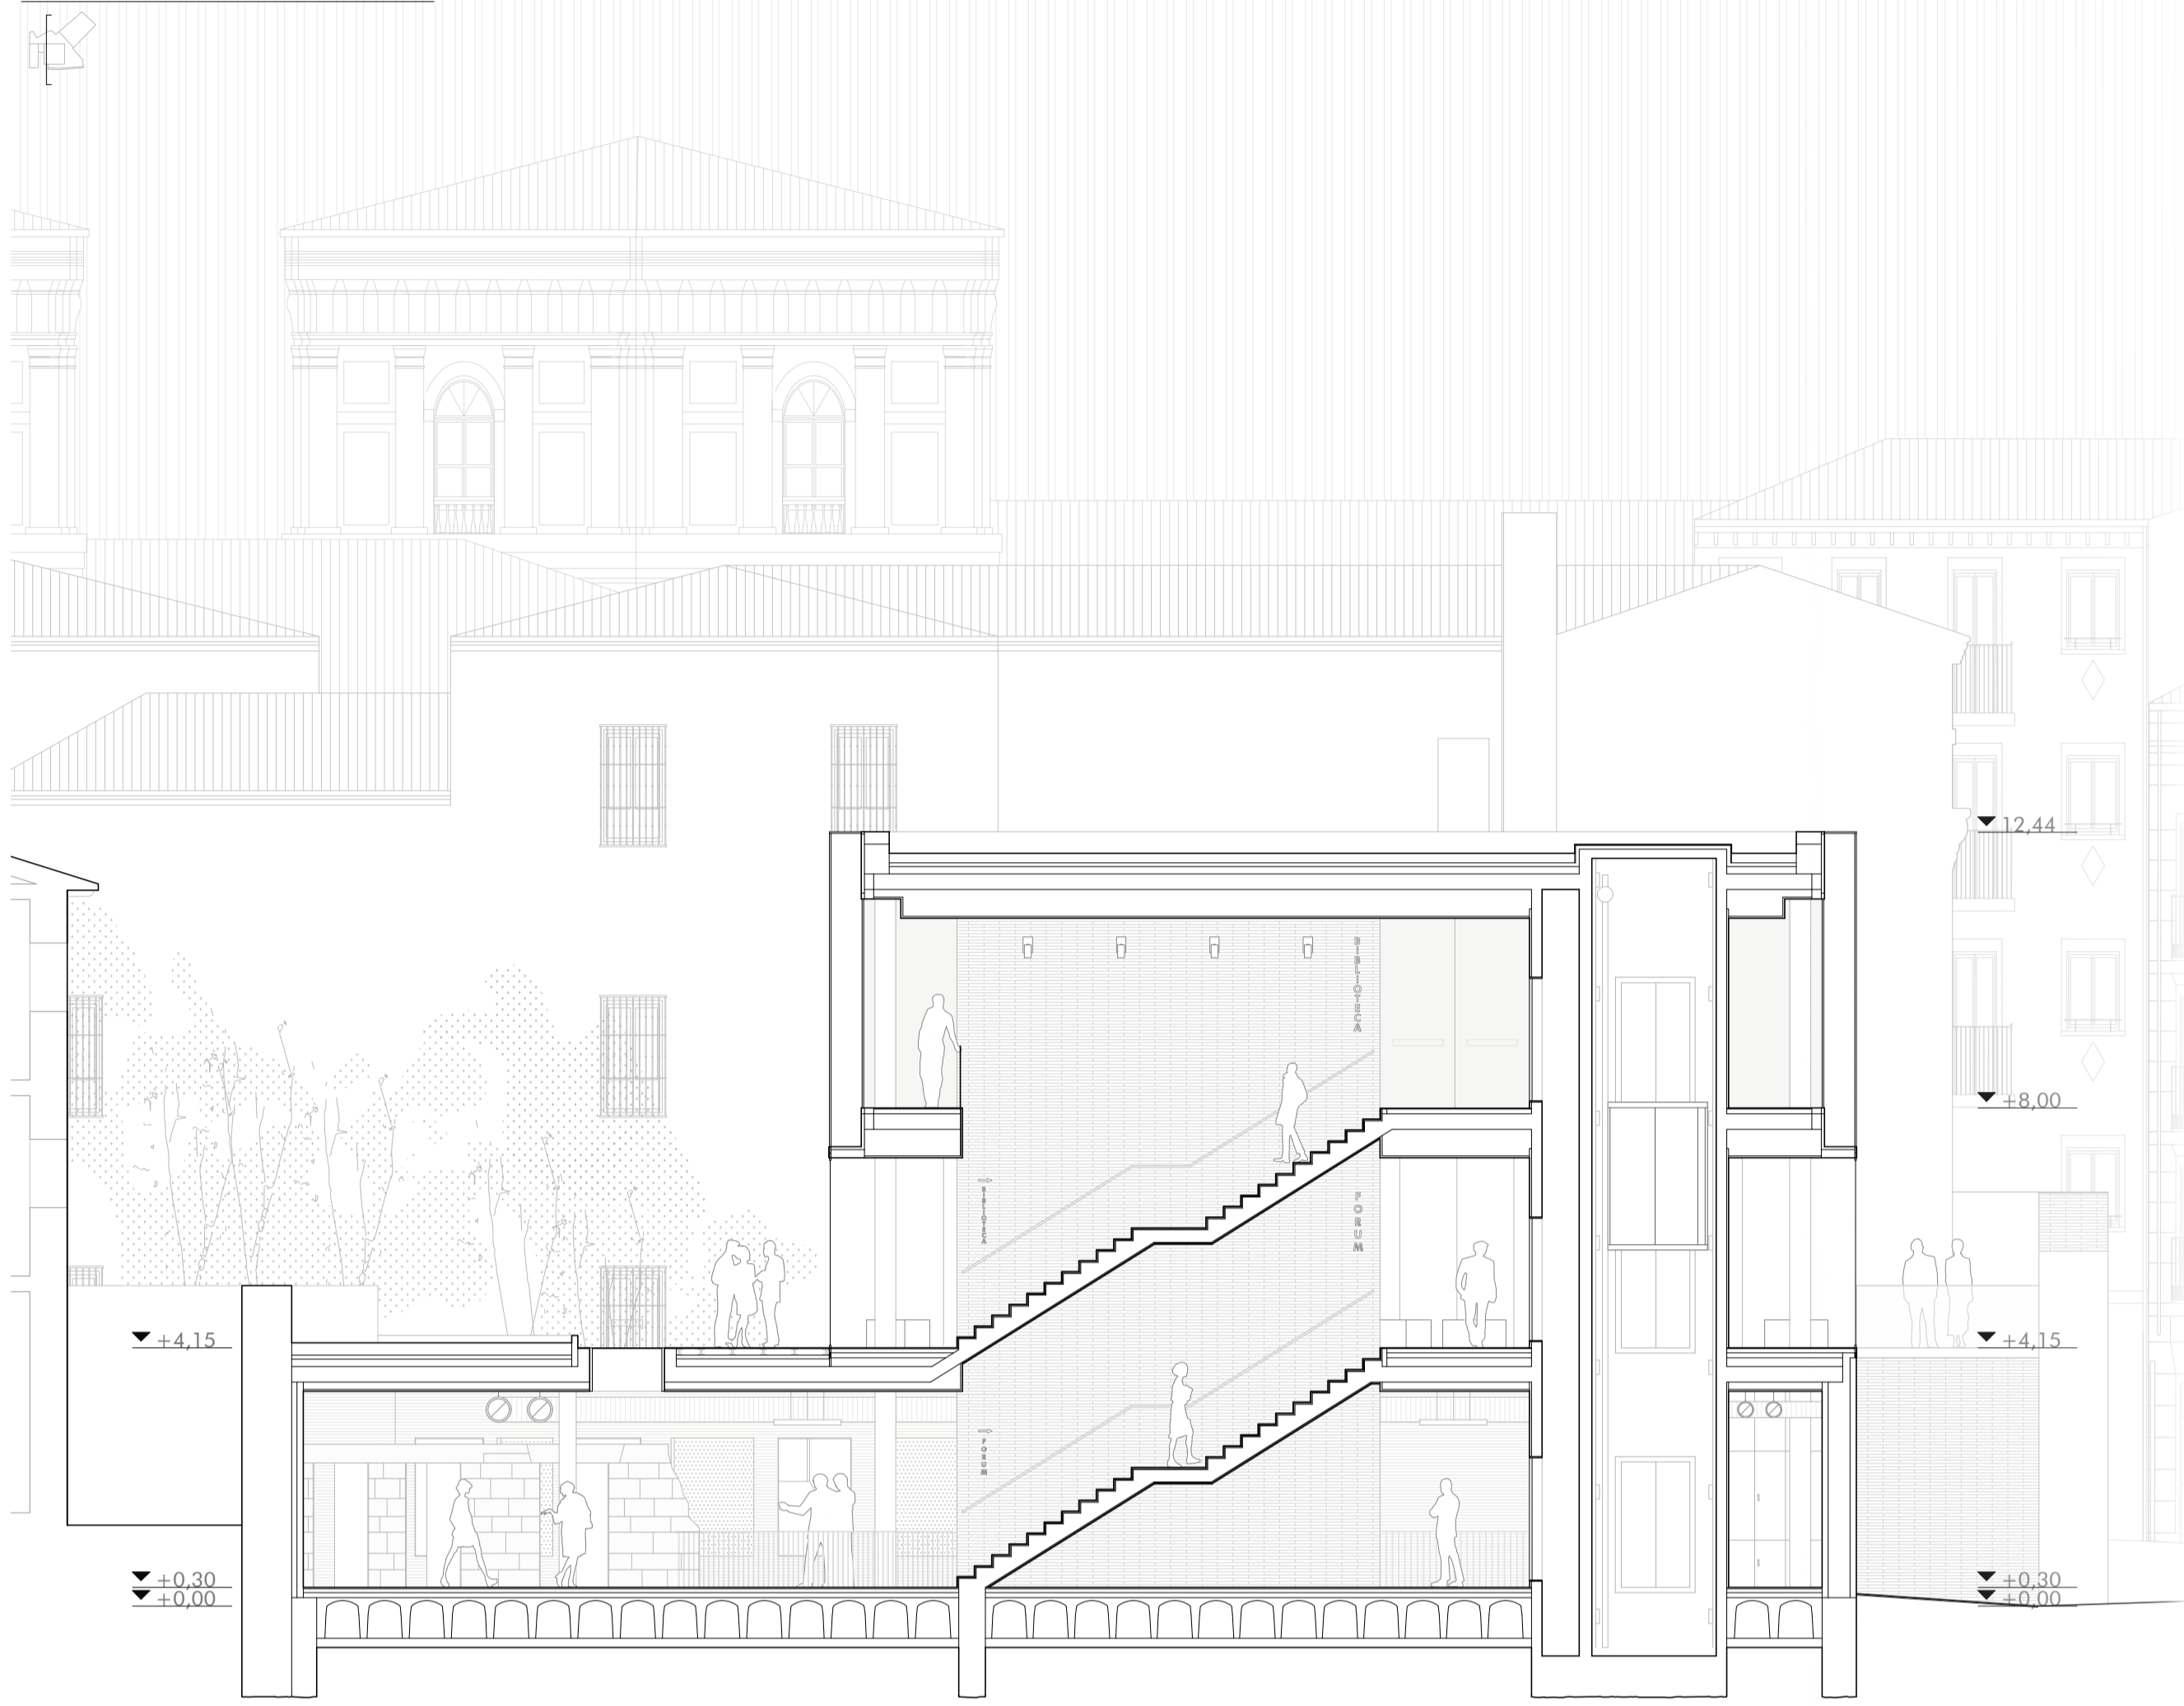 12,44
BIBLIOTECA
+8,00
BIBLIOTECA
FORUM
+4,15
+4,15
FORUM
+0,30
+0,00
+0,30
+0,00